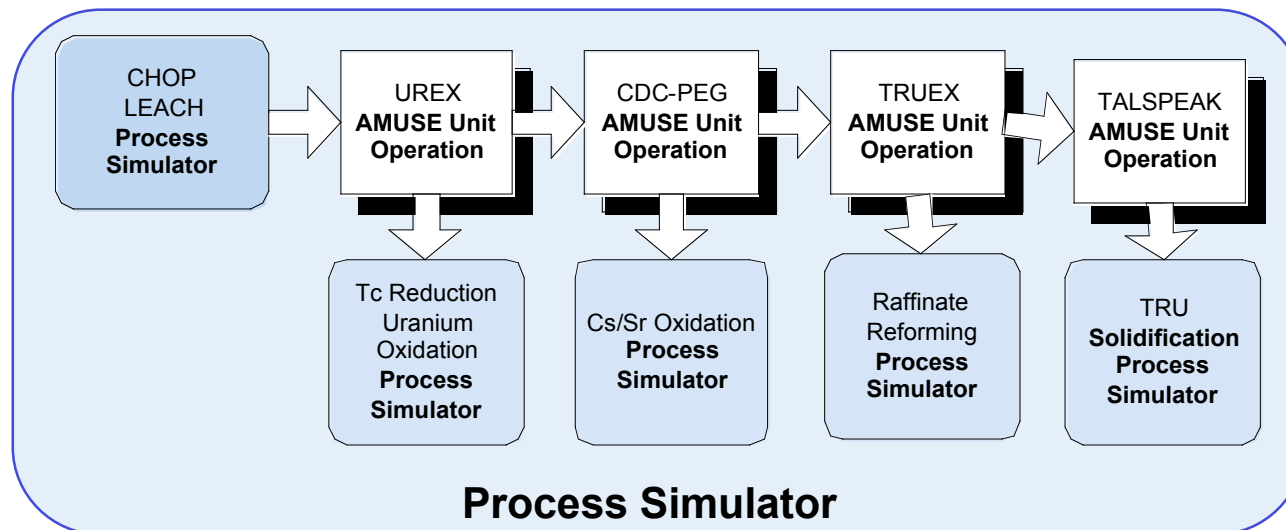 CHOP
LEACH
Process
Simulator
UREX
AMUSE Unit
Operation
CDC-PEG
AMUSE Unit
Operation
TRUEX
AMUSE Unit
Operation
TALSPEAK
AMUSE Unit
Operation
Tc Reduction
Uranium
Oxidation
Process
Simulator
Cs/Sr Oxidation
Process
Simulator
Raffinate
Reforming
Process
Simulator
TRU
Solidification
Process
Simulator
Process Simulator